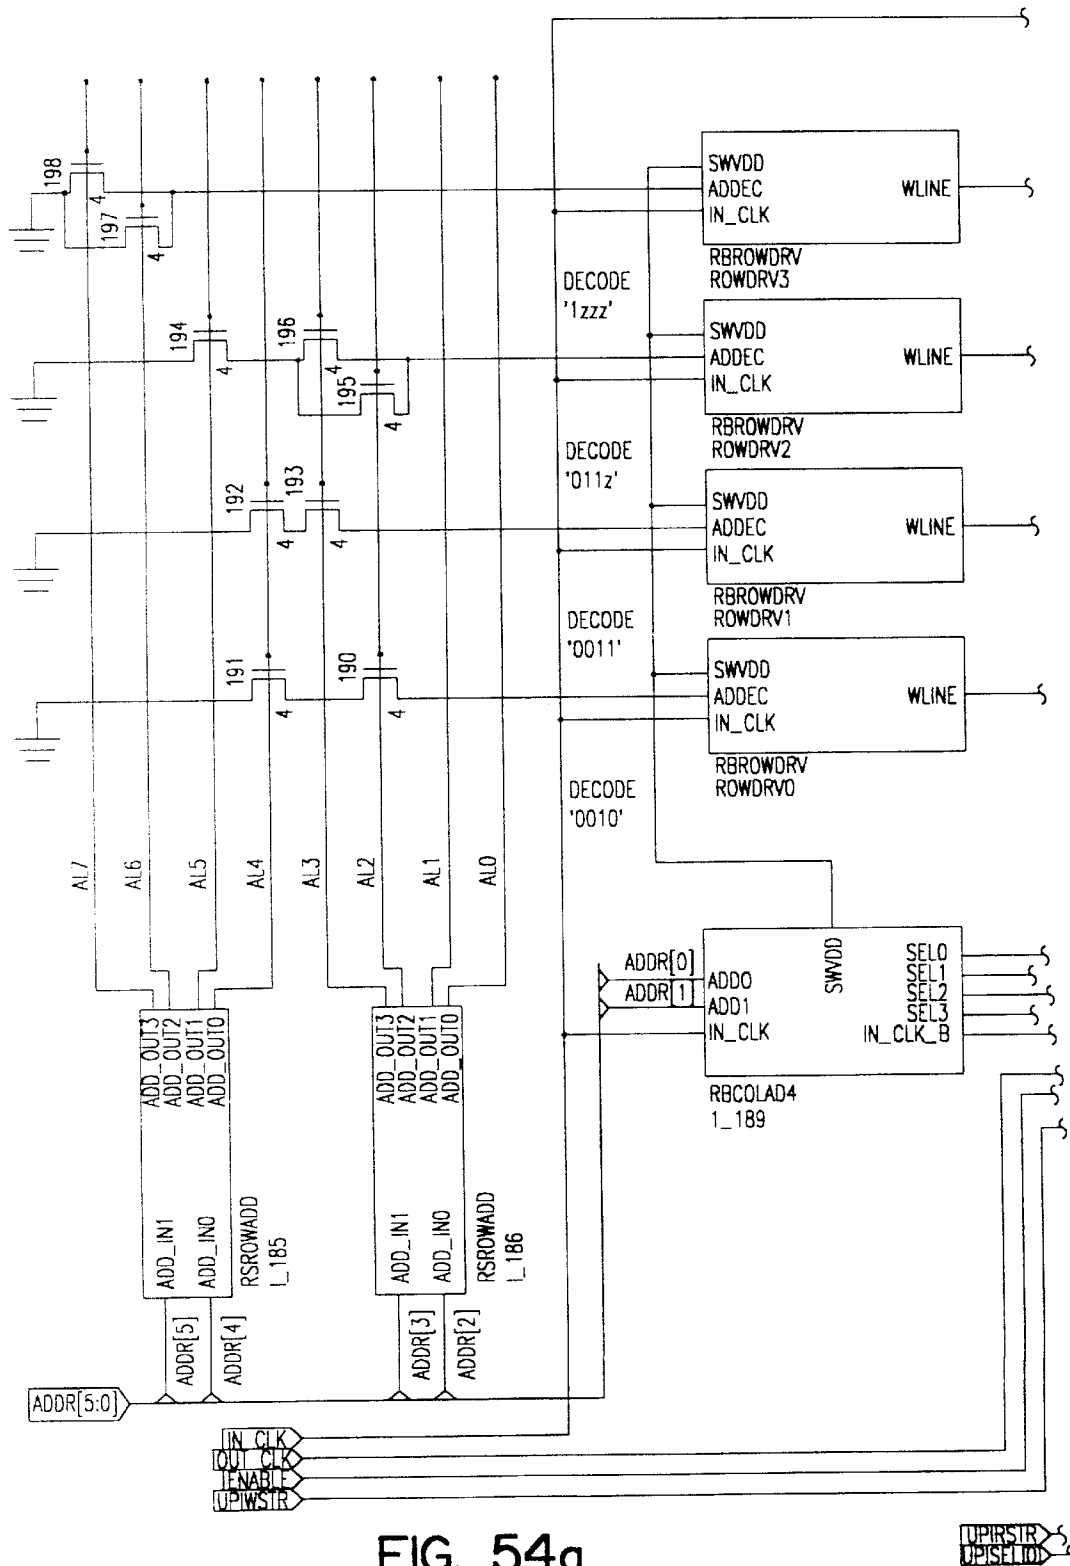 198
4
197
4
SWVDD
ADDEC
IN_CLK
WLINE
RBROWDRV
ROWDRV3
DECODE
'1zzz'
194
4
196
4
195
4
SWVDD
ADDEC
IN_CLK
WLINE
RBROWDRV
ROWDRV2
DECODE
'011z'
192
4
193
4
SWVDD
ADDEC
IN_CLK
WLINE
RBROWDRV
ROWDRV1
DECODE
'0011'
191
4
190
4
SWVDD
ADDEC
IN_CLK
WLINE
RBROWDRV
ROWDRV0
DECODE
'0010'
AL7
AL6
AL5
AL4
AL3
AL2
AL1
AL0
ADDR[0]
ADDR[1]
ADD0
ADD1
IN_CLK
SWVDD
SEL0
SEL1
SEL2
SEL3
IN_CLK_B
RBCOLAD4
1_189
ADD_OUT3
ADD_OUT2
ADD_OUT1
ADD_OUT0
ADD_IN1
ADD_IN0
RSROWADD
I_185
ADD_OUT3
ADD_OUT2
ADD_OUT1
ADD_OUT0
ADD_IN1
ADD_IN0
RSROWADD
I_186
ADDR[5]
ADDR[4]
ADDR[3]
ADDR[2]
ADDR[5:0]
IN_CLK
OUT_CLK
ENABLE
UPIWSTR
UPIRSTR
UPISEL[0]
FIG. 54a